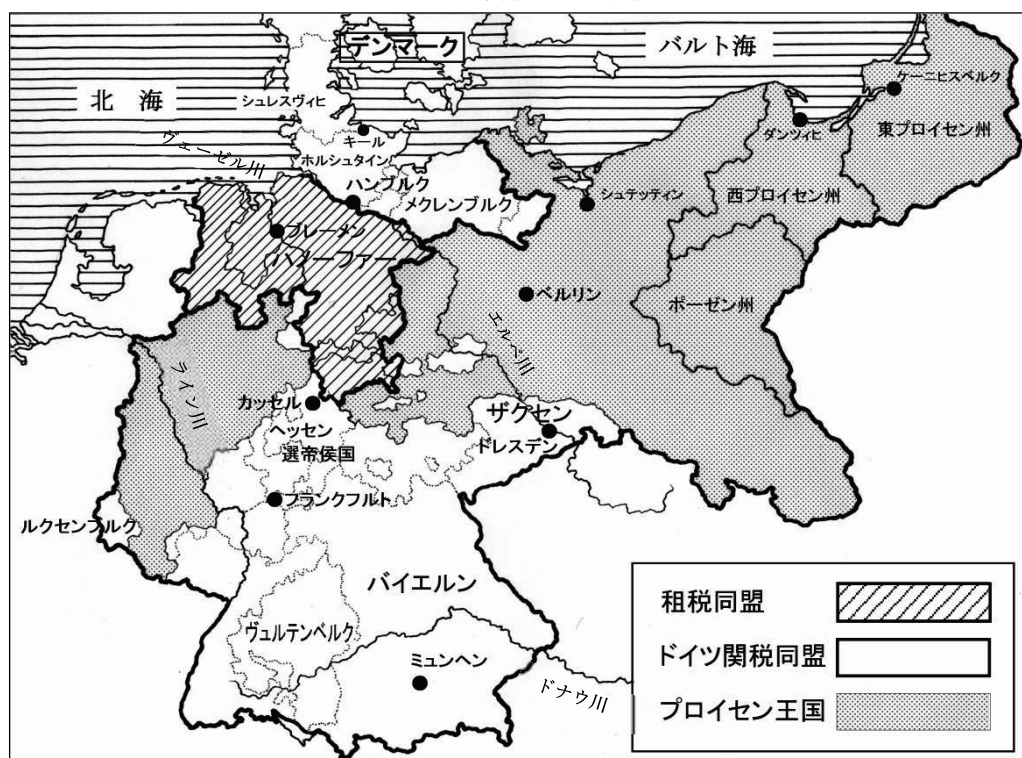 デンマーク
バルト海
北海
シュレスヴィヒ
キール
ホルシュタイン
ヴェーゼル川
ハンブルク
メクレンブルク
ブレーメン
ハノーファー
シュテッティン
ケーニヒスベルク
ダンツィヒ
東プロイセン州
西プロイセン州
ポーゼン州
ベルリン
エルベ川
ライン川
カッセル
ヘッセン
選帝侯国
ザクセン
ドレスデン
フランクフルト
ルクセンブルク
バイエルン
ヴュルテンベルク
ミュンヘン
ドナウ川
租税同盟
ドイツ関税同盟
プロイセン王国